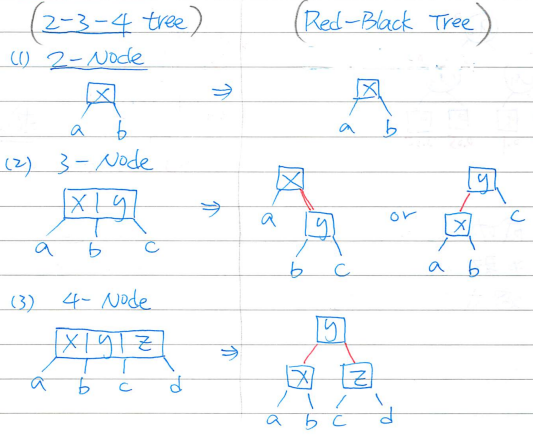 (2-3-4 tree) (Red-Black Tree)
(1) 2-Node
x ⇒ x
a b a b
(2) 3-Node
x | y ⇒ x or y
a b c a y x c
b c a b
(3) 4-Node
x | y | z ⇒ y
a b c d x z
a b c d